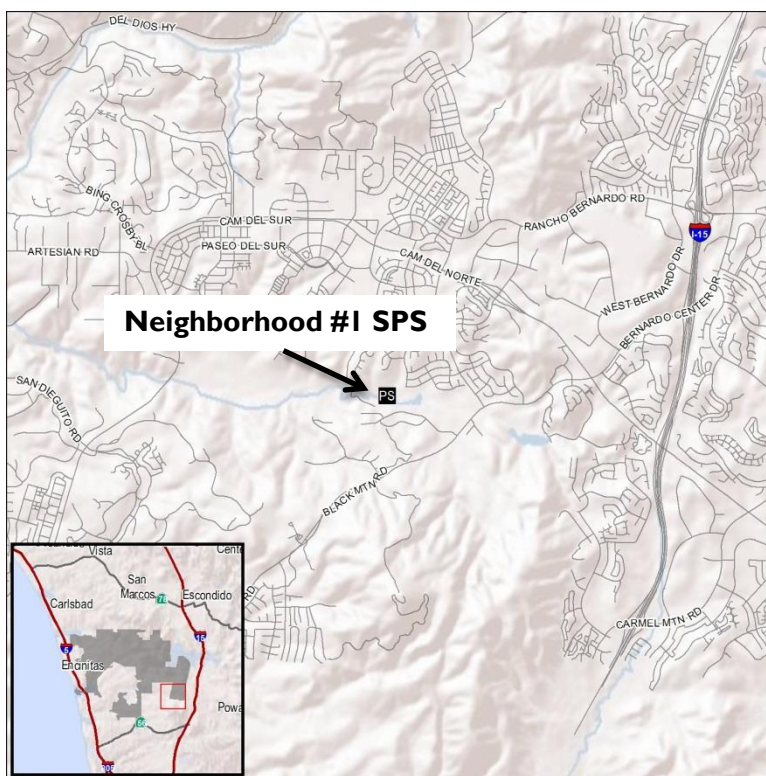 DEL DIOS HY
BING CROSBY BL
CAM DEL SUR
RANCHO BERNARDO RD
I-15
ARTESIAN RD
PASEO DEL SUR
CAM DEL NORTE
WEST BERNARDO DR
BERNARDO CENTER DR
Neighborhood #1 SPS
PS
SAN DIEGUITO RD
BLACK MTN RD
RD
CARMEL MTN RD
Vista
Cente
San
Marcos
78
Escondido
Carlsbad
15
5
Encinitas
Powa
56
805